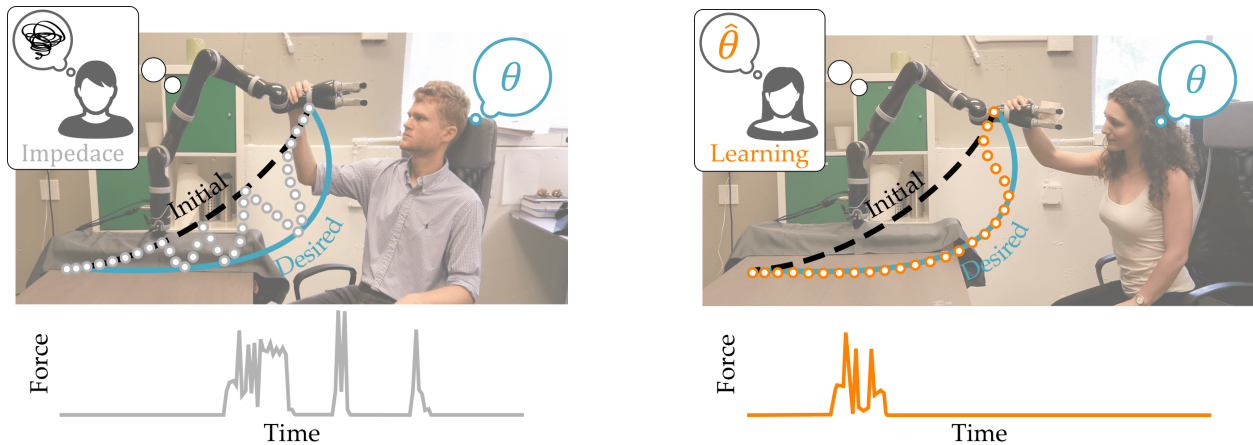 θ
Impedace
Initial
Desired
Force
Time
θ̂
Learning
θ
Initial
Desired
Force
Time